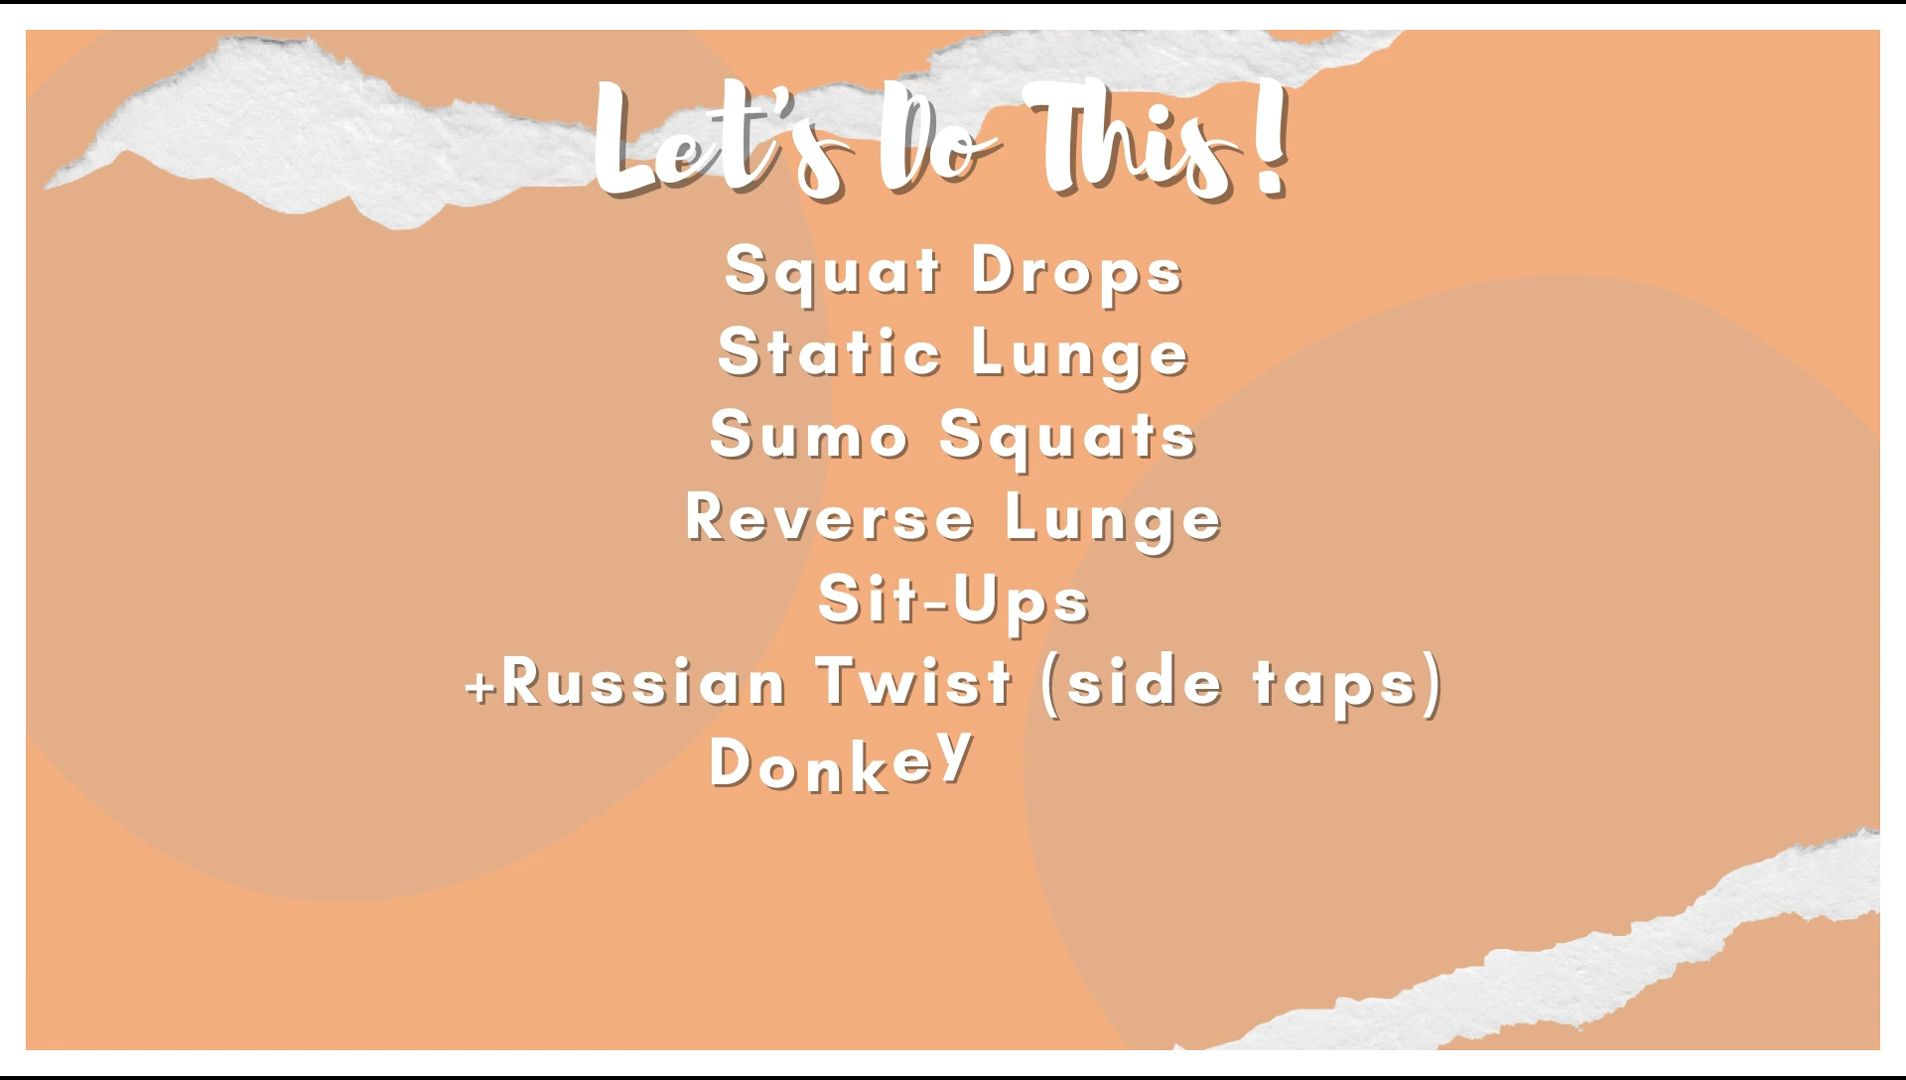 Let's Do This!
Squat Drops
Static Lunge
Sumo Squats
Reverse Lunge
Sit-Ups
+Russian Twist (side taps)
Donkey